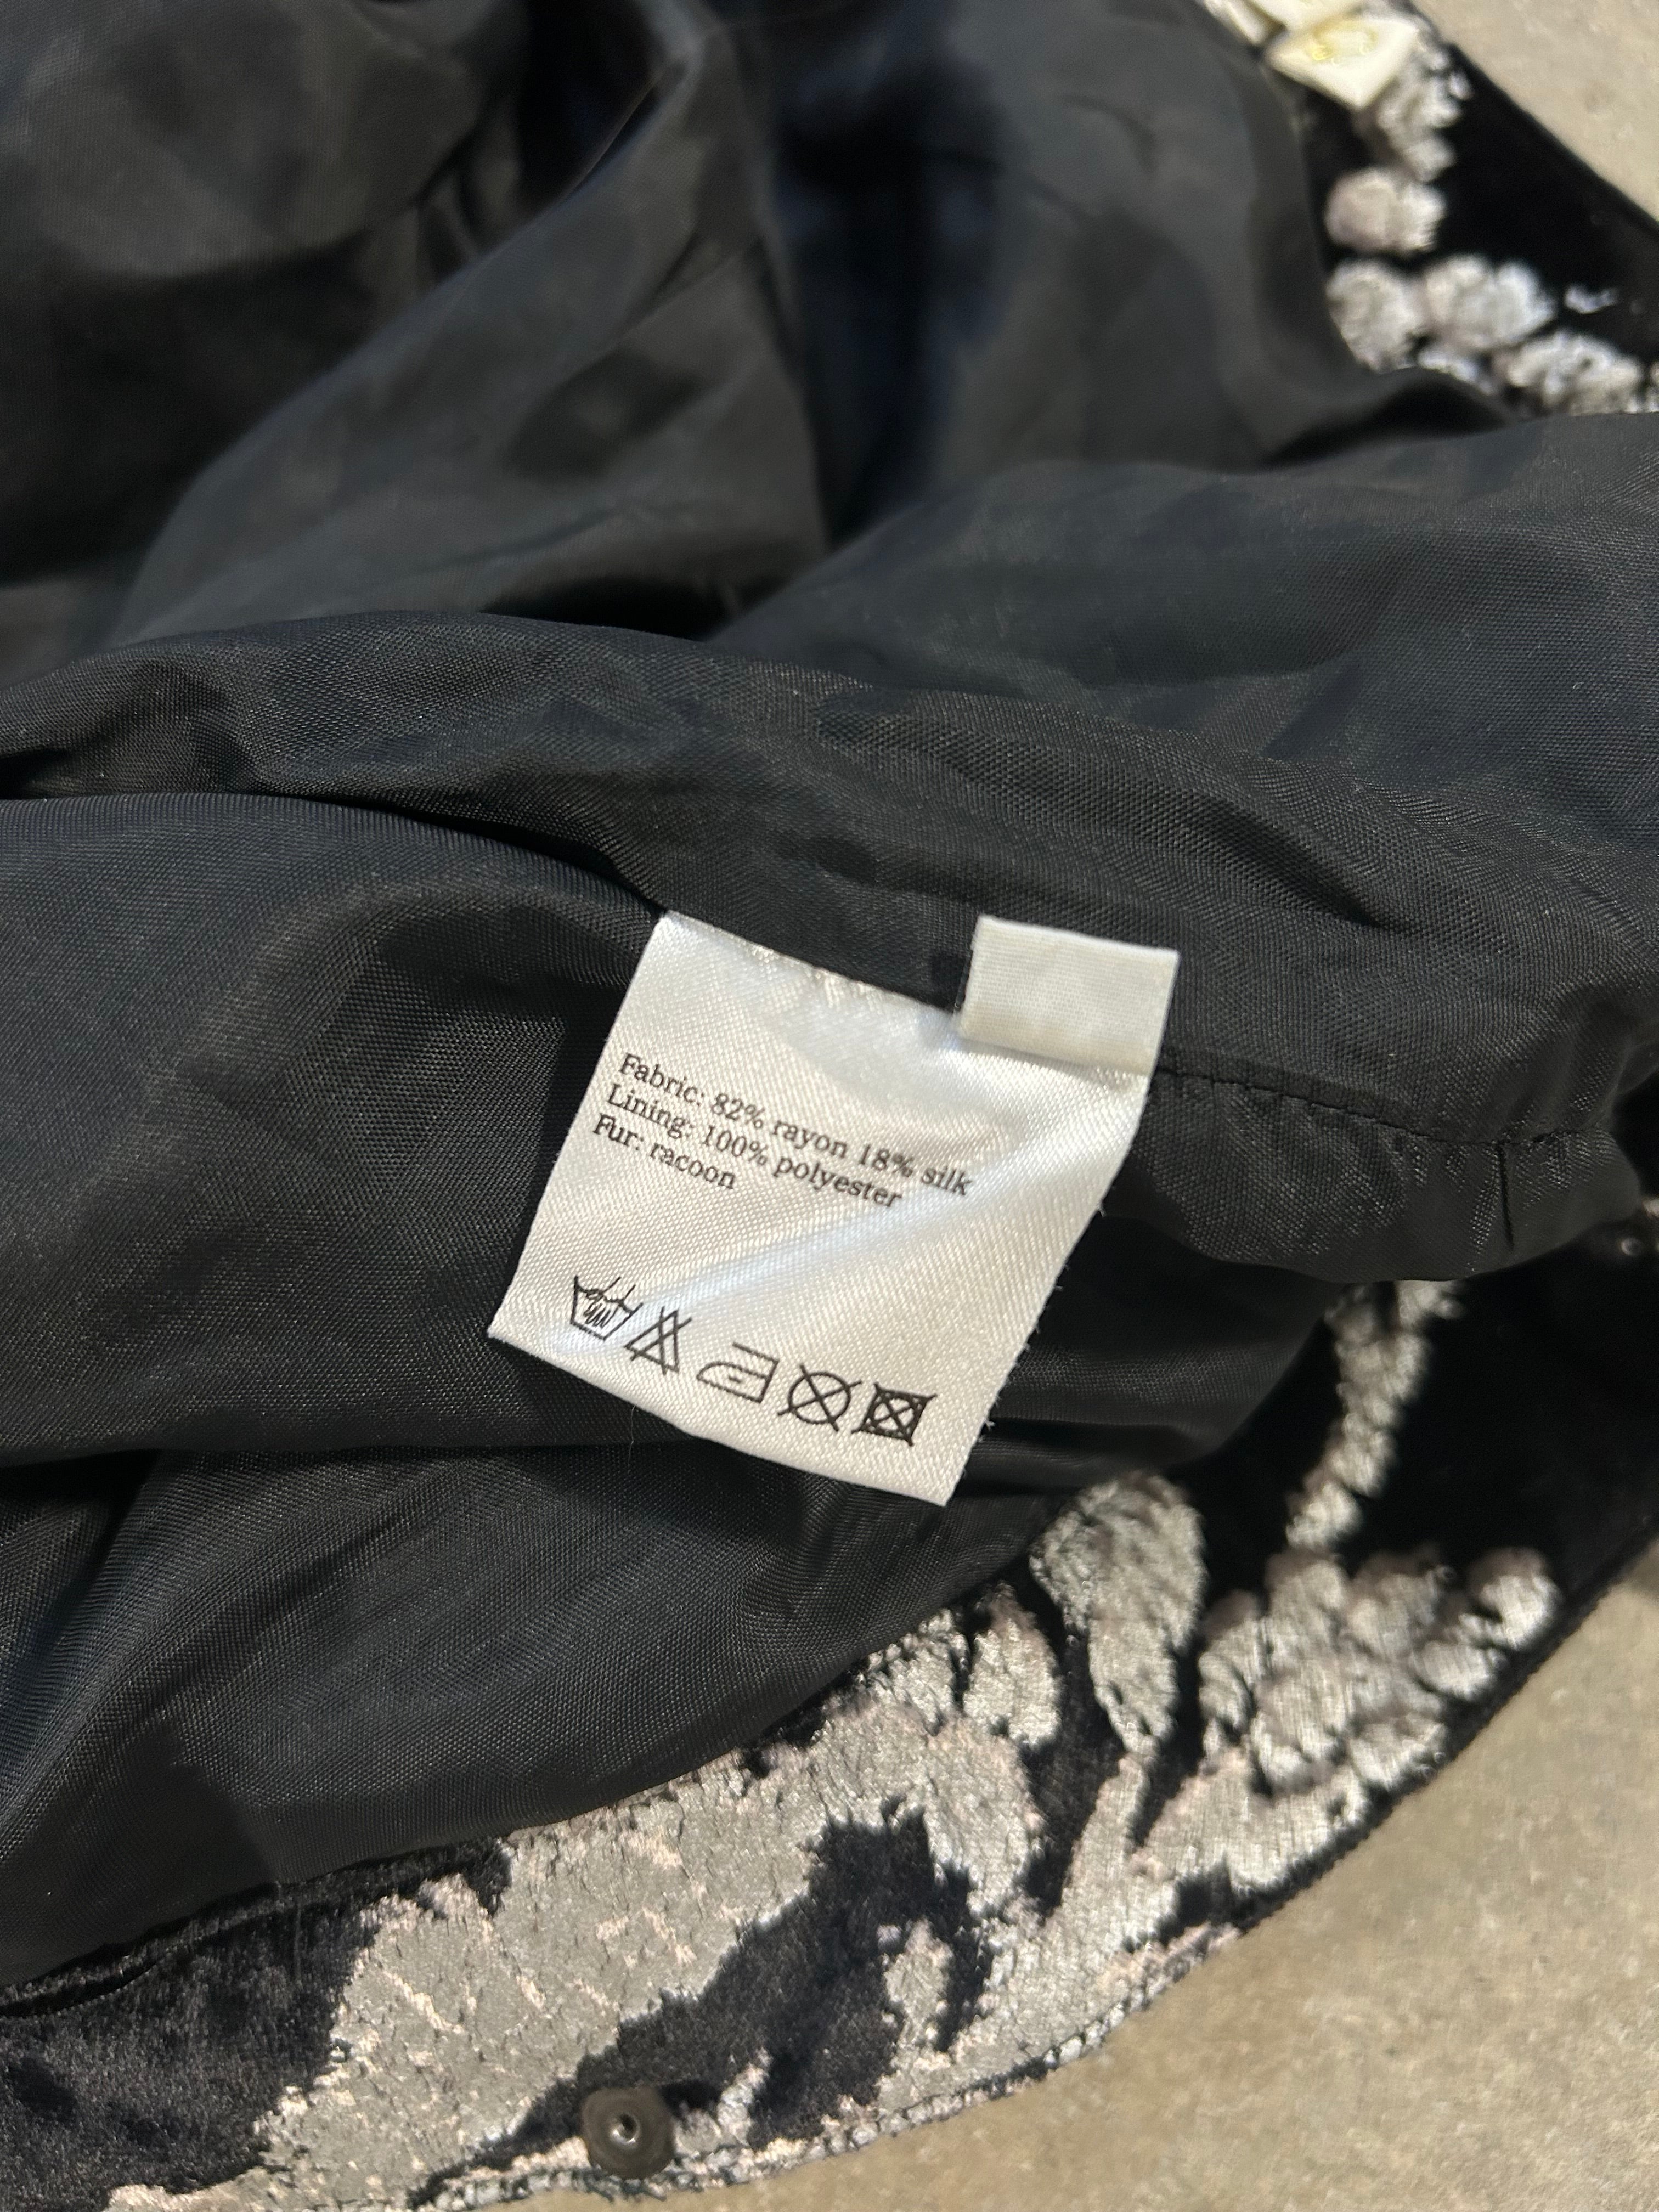 Fabric: 82% rayon 18% silk
Lining: 100% polyester
Fur: racoon